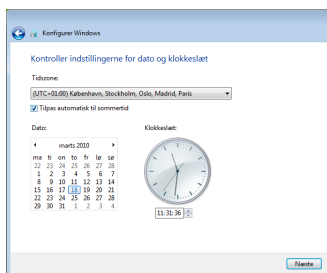 Konfigurer Windows
Kontroller indstillingerne for dato og klokkeslæt
Tidszone:
(UTC+01:00) København, Stockholm, Oslo, Madrid, Paris
Tilpas automatisk til sommertid
Dato: Klokkeslæt:
marts 2010
ma ti on to fr lø sø
22 23 24 25 26 27 28
1 2 3 4 5 6 7
8 9 10 11 12 13 14
15 16 17 18 19 20 21
22 23 24 25 26 27 28
29 30 31 1 2 3 4
11:31:36
Næste